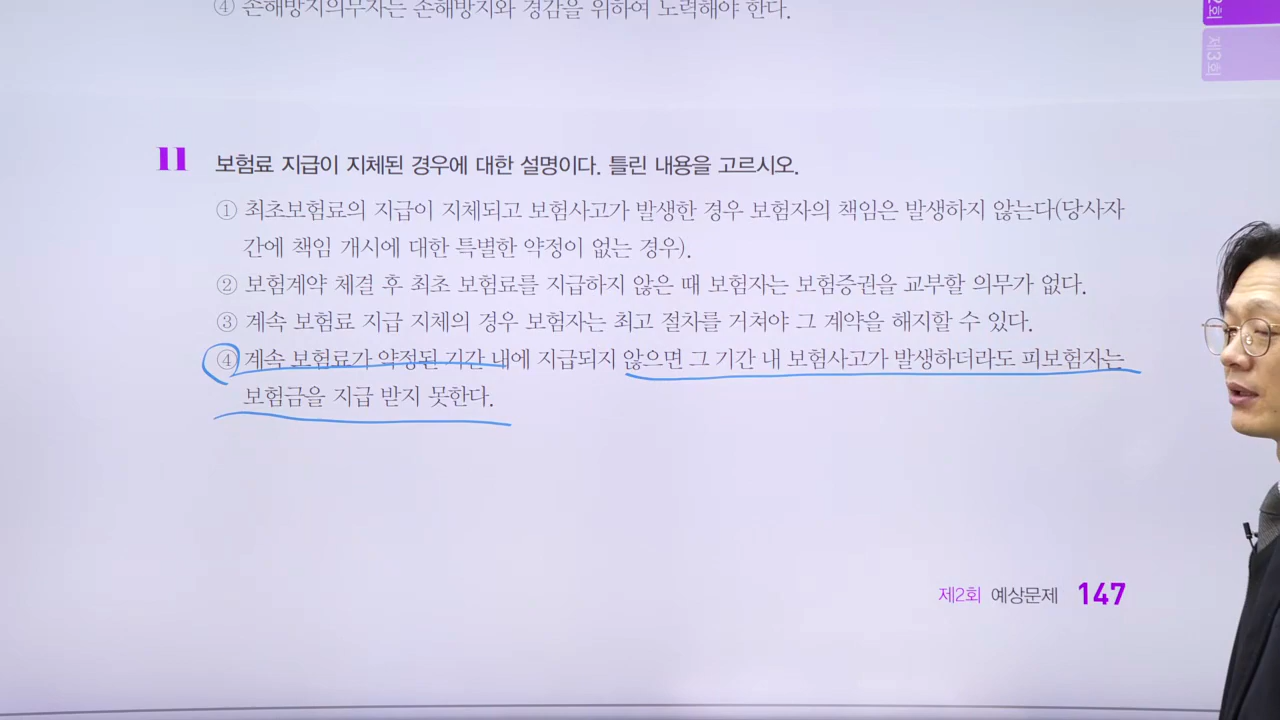 ④ 손해방지의무자는 손해방지와 경감을 위하여 노력해야 한다.
2회
제3회
11 보험료 지급이 지체된 경우에 대한 설명이다. 틀린 내용을 고르시오.
① 최초보험료의 지급이 지체되고 보험사고가 발생한 경우 보험자의 책임은 발생하지 않는다(당사자
간에 책임 개시에 대한 특별한 약정이 없는 경우).
② 보험계약 체결 후 최초 보험료를 지급하지 않은 때 보험자는 보험증권을 교부할 의무가 없다.
③ 계속 보험료 지급 지체의 경우 보험자는 최고 절차를 거쳐야 그 계약을 해지할 수 있다.
④ 계속 보험료가 약정된 기간 내에 지급되지 않으면 그 기간 내 보험사고가 발생하더라도 피보험자는
보험금을 지급 받지 못한다.
제2회 예상문제 147